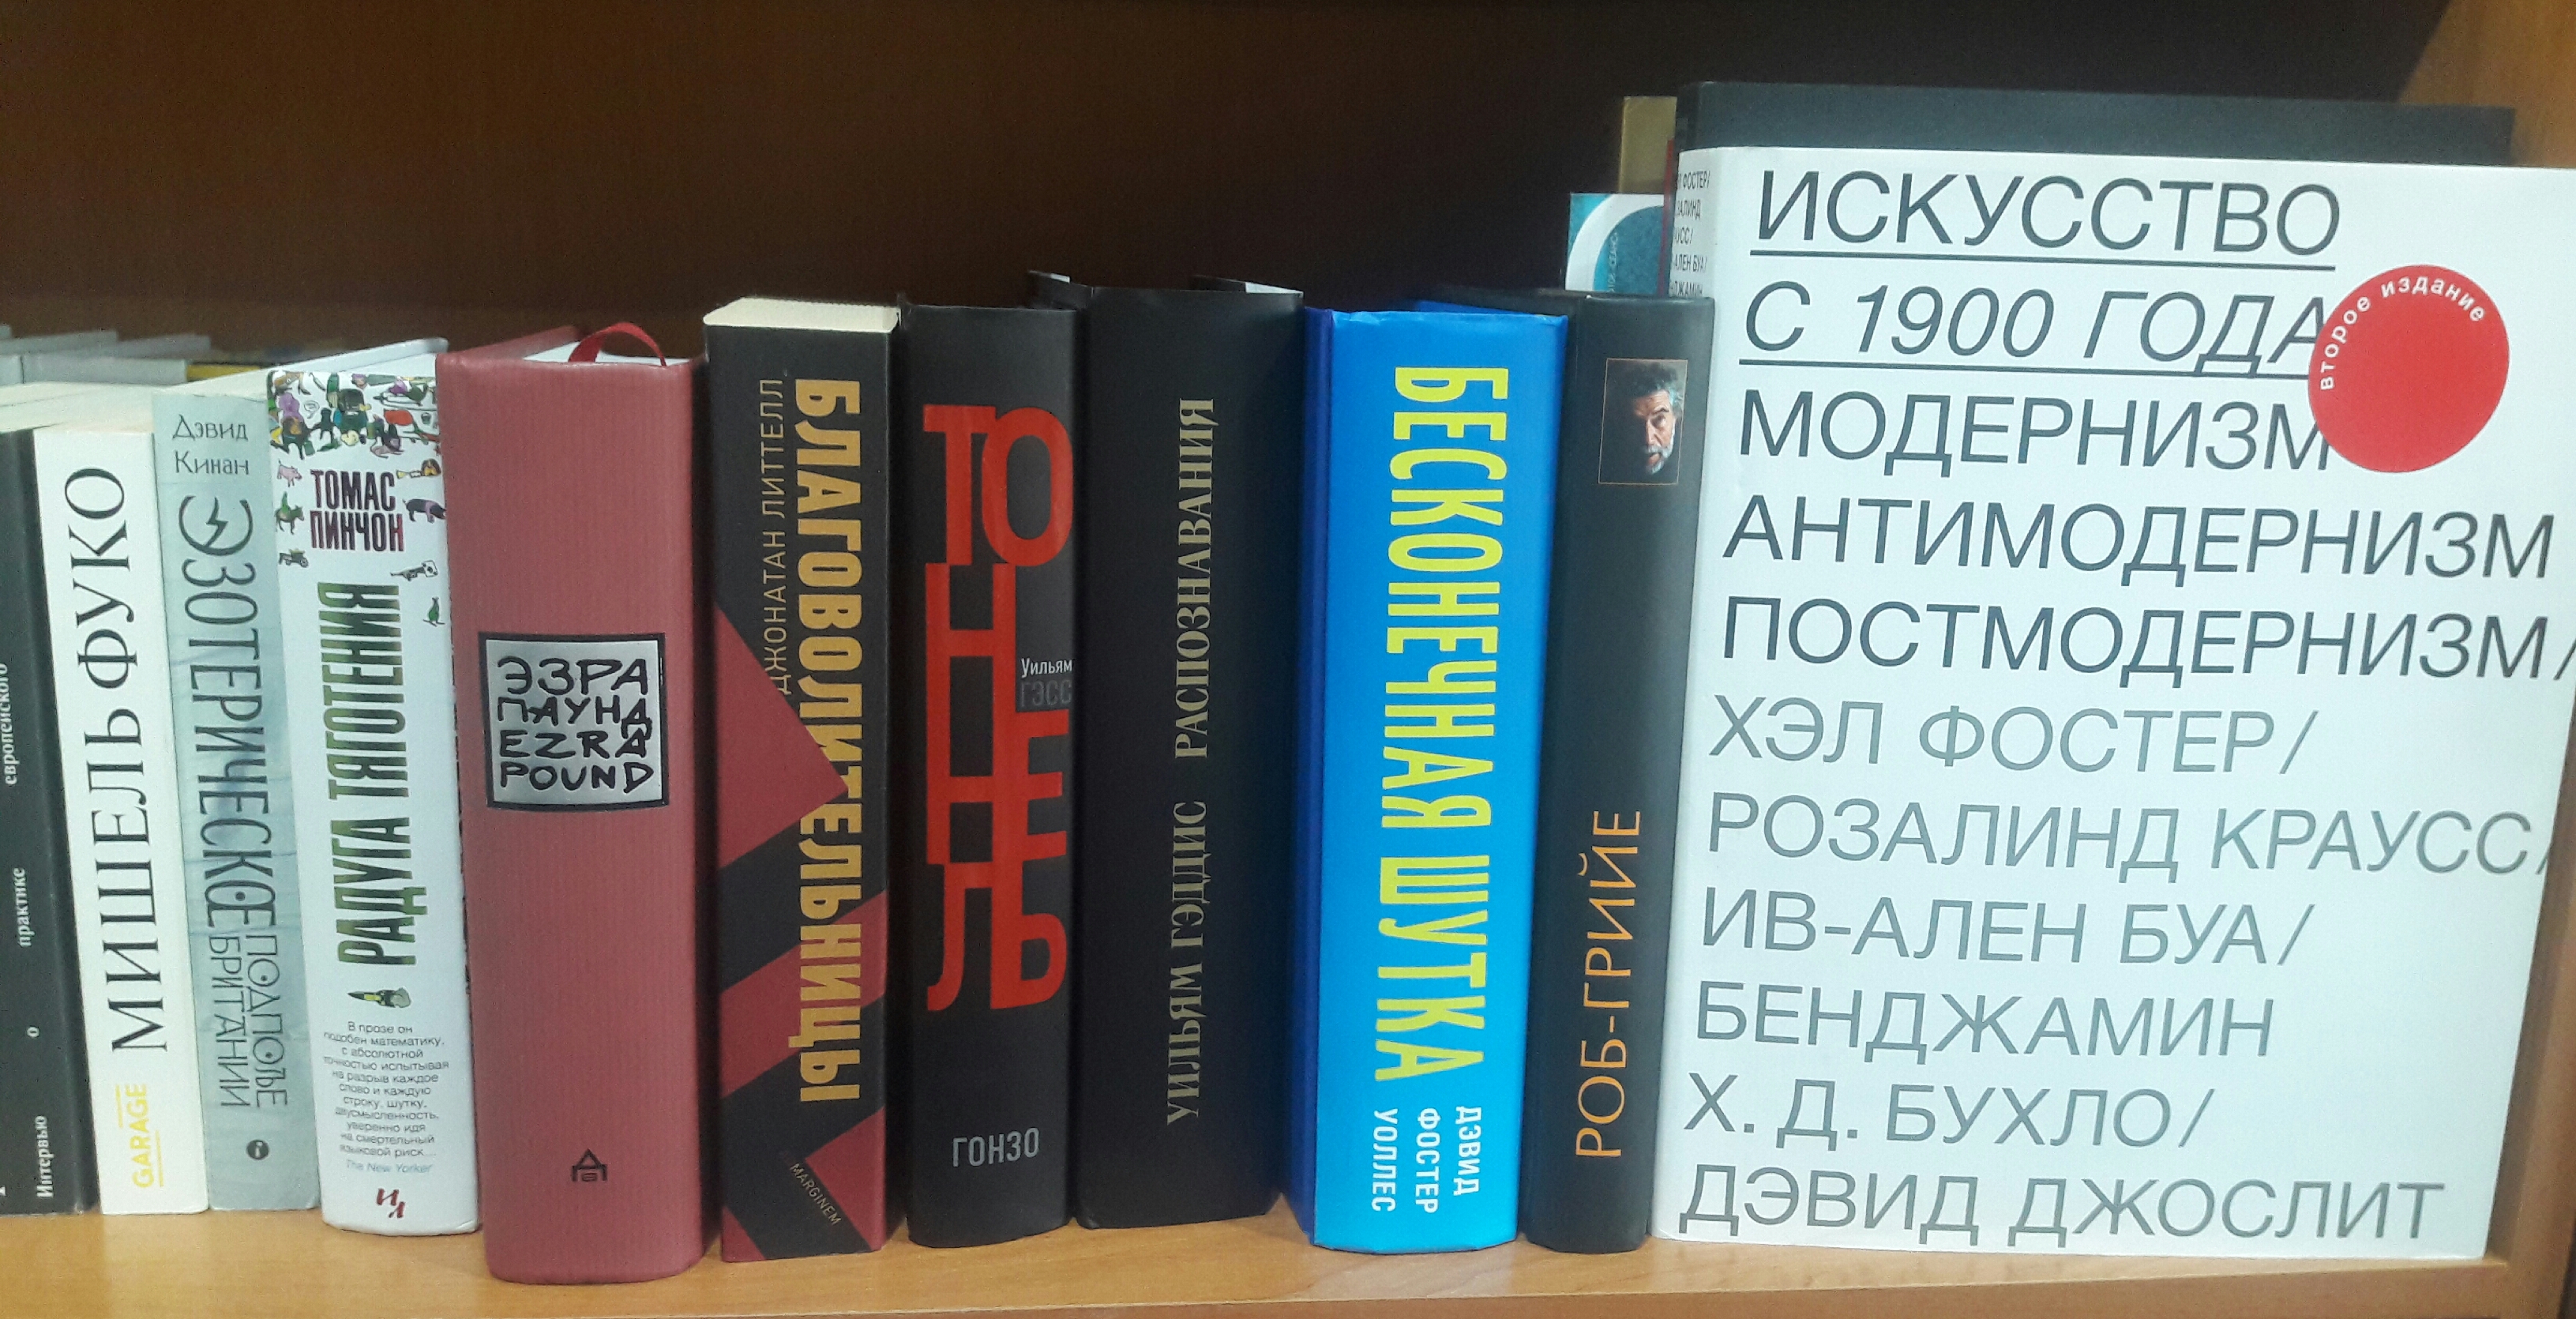 Интервью о практике европейского
МИШЕЛЬ ФУКО
GARAGE
Дэвид
Кинан
ЭЗОТЕРИЧЕСКОЕ
ПОДПОЛЬЕ
БРИТАНИИ
ТОМАС
ПИНЧОН
РАДУГА ТЯГОТЕНИЯ
В прозе он
подобен математику,
с абсолютной
точностью испытывая
на разрыв каждое
слово и каждую
строку, шутку,
двусмысленность,
уверенно идя
на смертельный
языковой риск...
The New Yorker
ЭЗРА
ПАУНД
EZRA
POUND
ДЖОНАТАН ЛИТТЕЛЛ
БЛАГОВОЛИТЕЛЬНИЦЫ
MARGINEM
ТОННЕЛЬ
Уильям
ГЭСС
ГОНЗО
УИЛЬЯМ ГЭДДИС РАСПОЗНАВАНИЯ
БЕСКОНЕЧНАЯ ШУТКА
ДЭВИД
ФОСТЕР
УОЛЛЕС
РОБ-ГРИЙЕ
ИСКУССТВО
С 1900 ГОДА
второе издание
МОДЕРНИЗМ
АНТИМОДЕРНИЗМ
ПОСТМОДЕРНИЗМ/
ХЭЛ ФОСТЕР/
РОЗАЛИНД КРАУСС/
ИВ-АЛЕН БУА/
БЕНДЖАМИН
Х. Д. БУХЛО/
ДЭВИД ДЖОСЛИТ